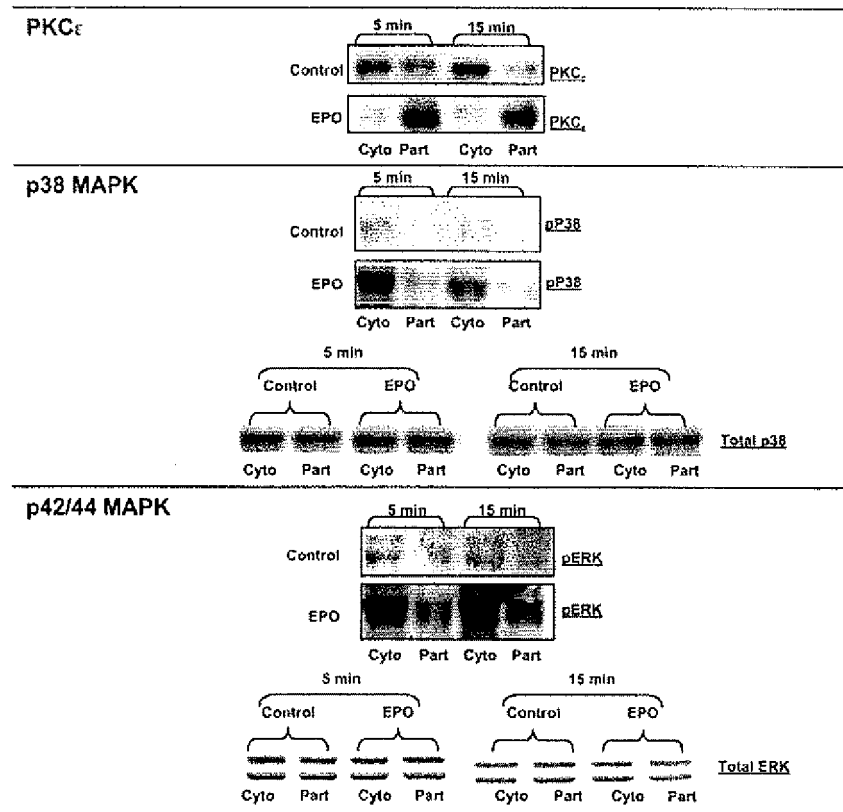 PKCε
5 min 15 min
Control PKCε
EPO PKCε
Cyto Part Cyto Part
p38 MAPK
5 min 15 min
Control pP38
EPO pP38
Cyto Part Cyto Part
5 min 15 min
Control EPO Control EPO
Total p38
Cyto Part Cyto Part Cyto Part Cyto Part
p42/44 MAPK
5 min 15 min
Control pERK
EPO pERK
Cyto Part Cyto Part
5 min 15 min
Control EPO Control EPO
Total ERK
Cyto Part Cyto Part Cyto Part Cyto Part